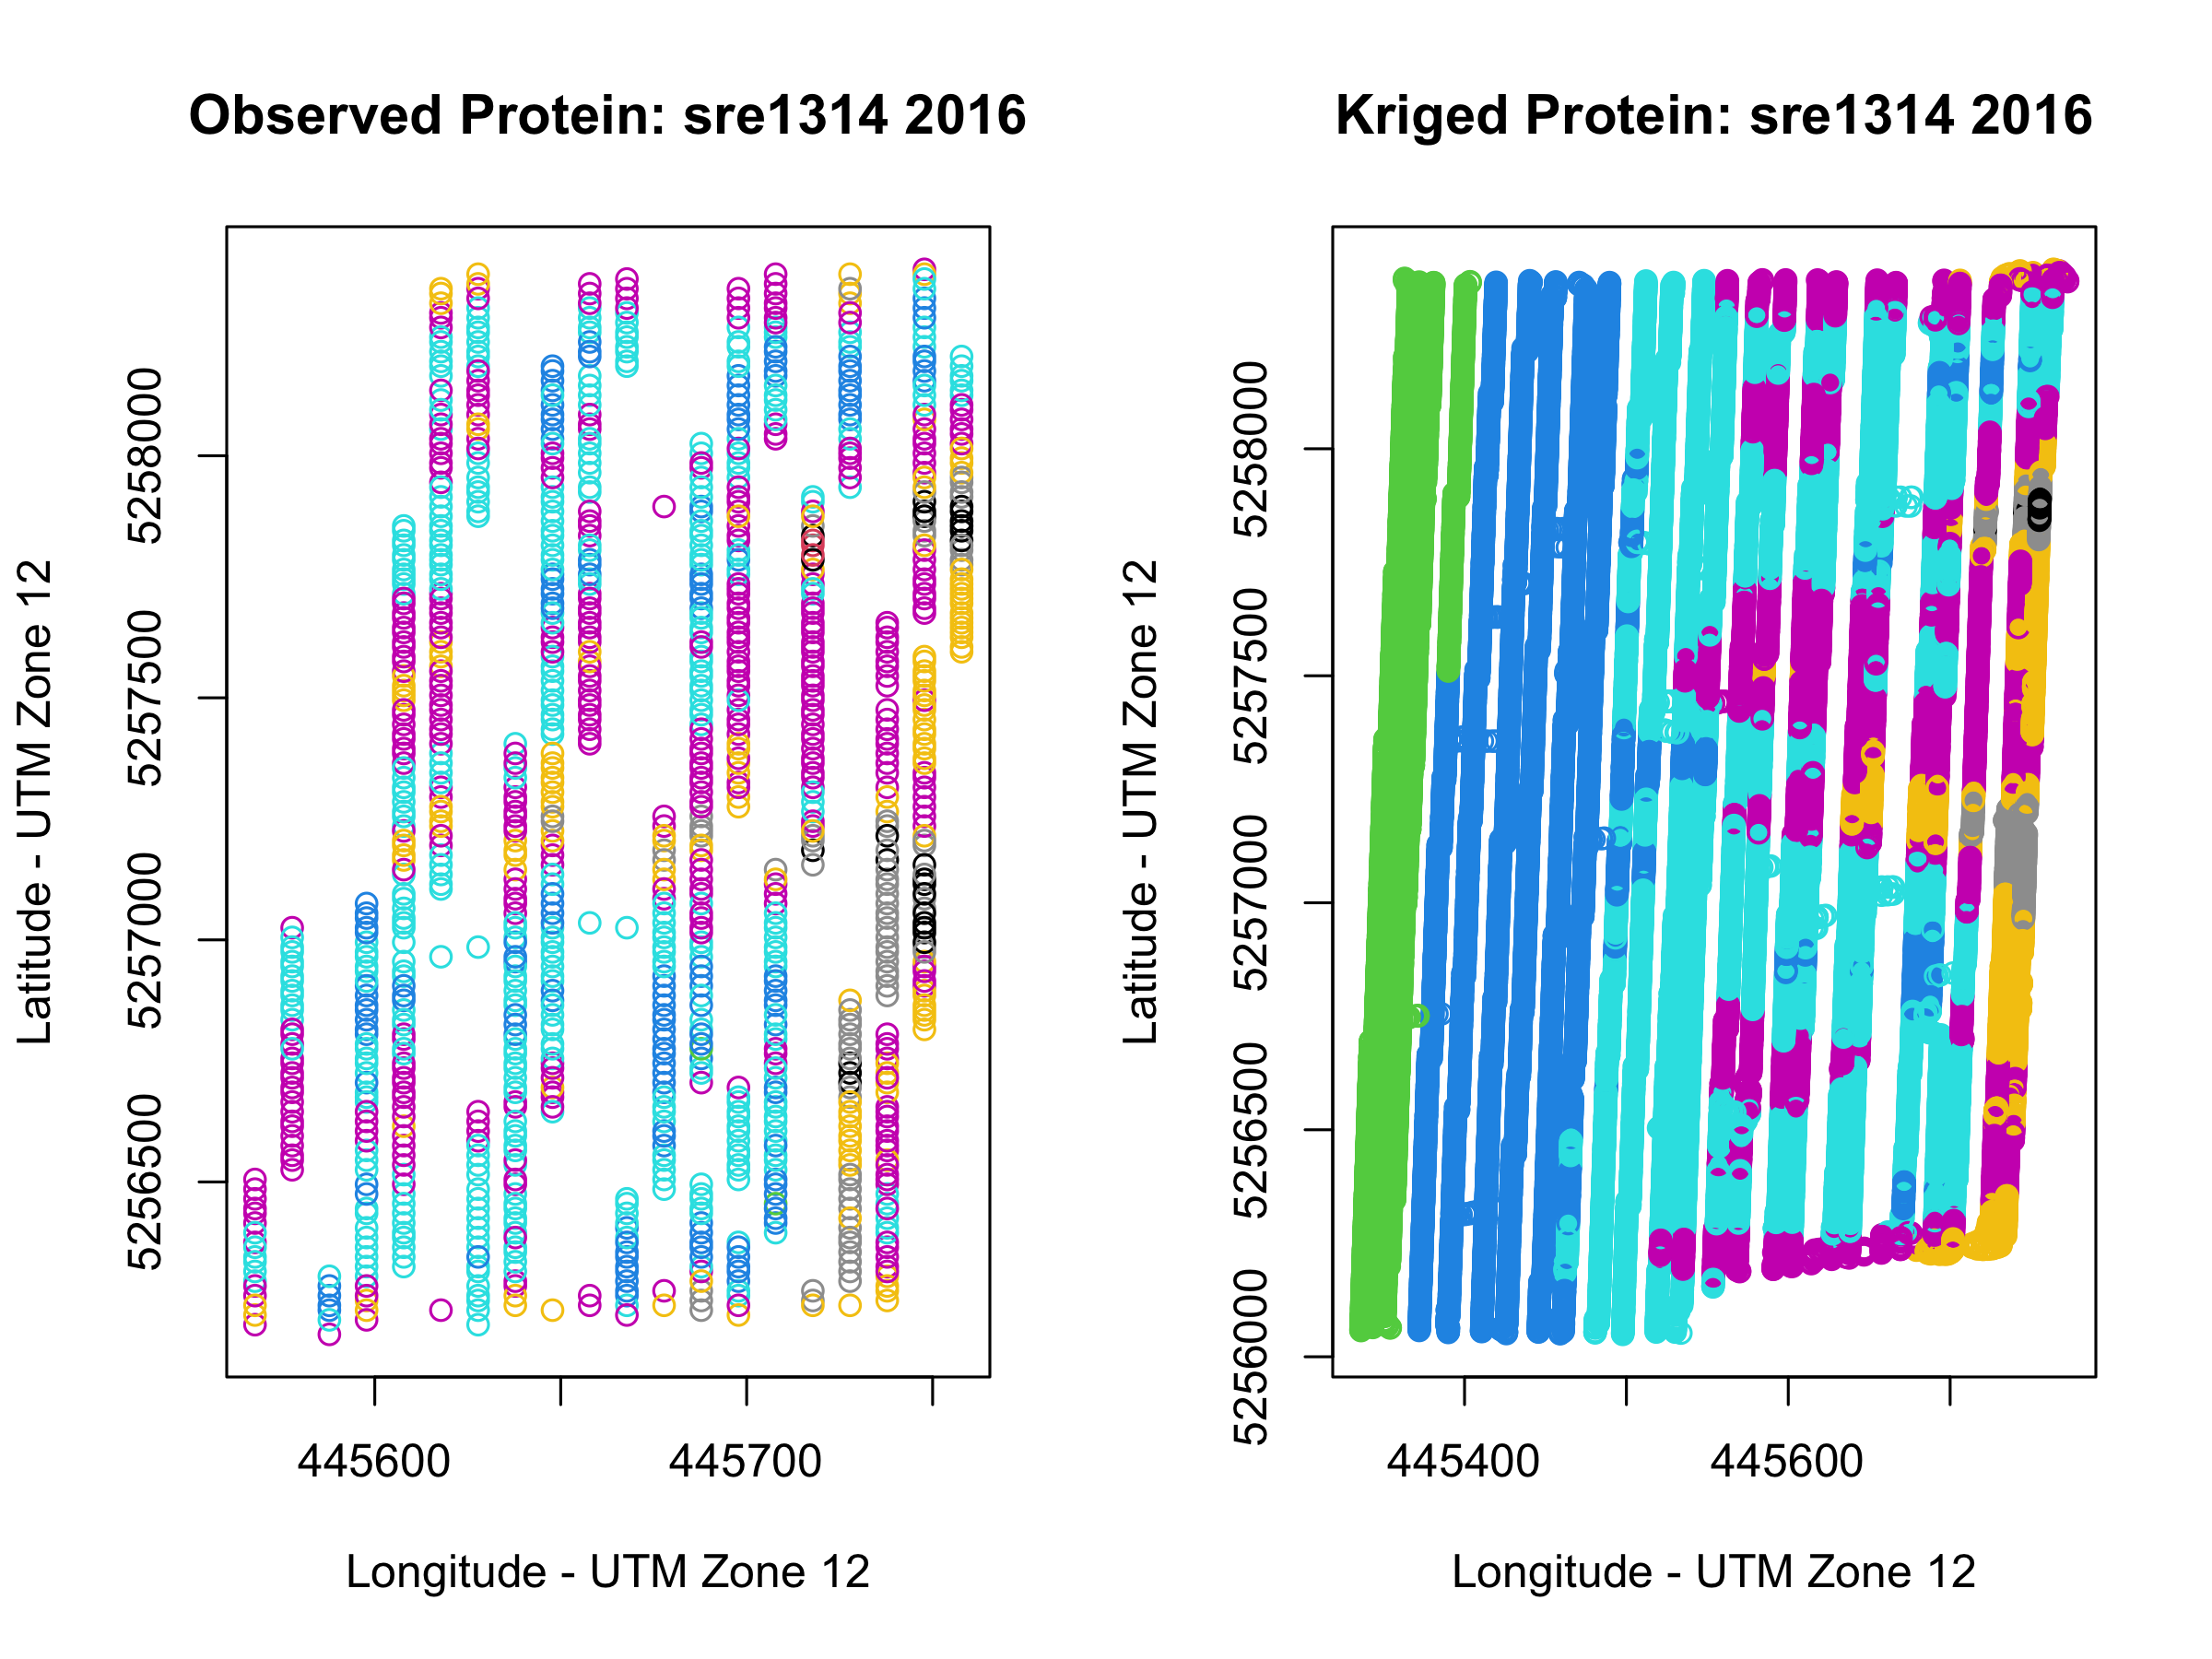 Observed Protein: sre1314 2016
Latitude - UTM Zone 12
5258000
5257500
5257000
5256500
445600
445700
Longitude - UTM Zone 12
Kriged Protein: sre1314 2016
Latitude - UTM Zone 12
5258000
5257500
5257000
5256500
5256000
445400
445600
Longitude - UTM Zone 12